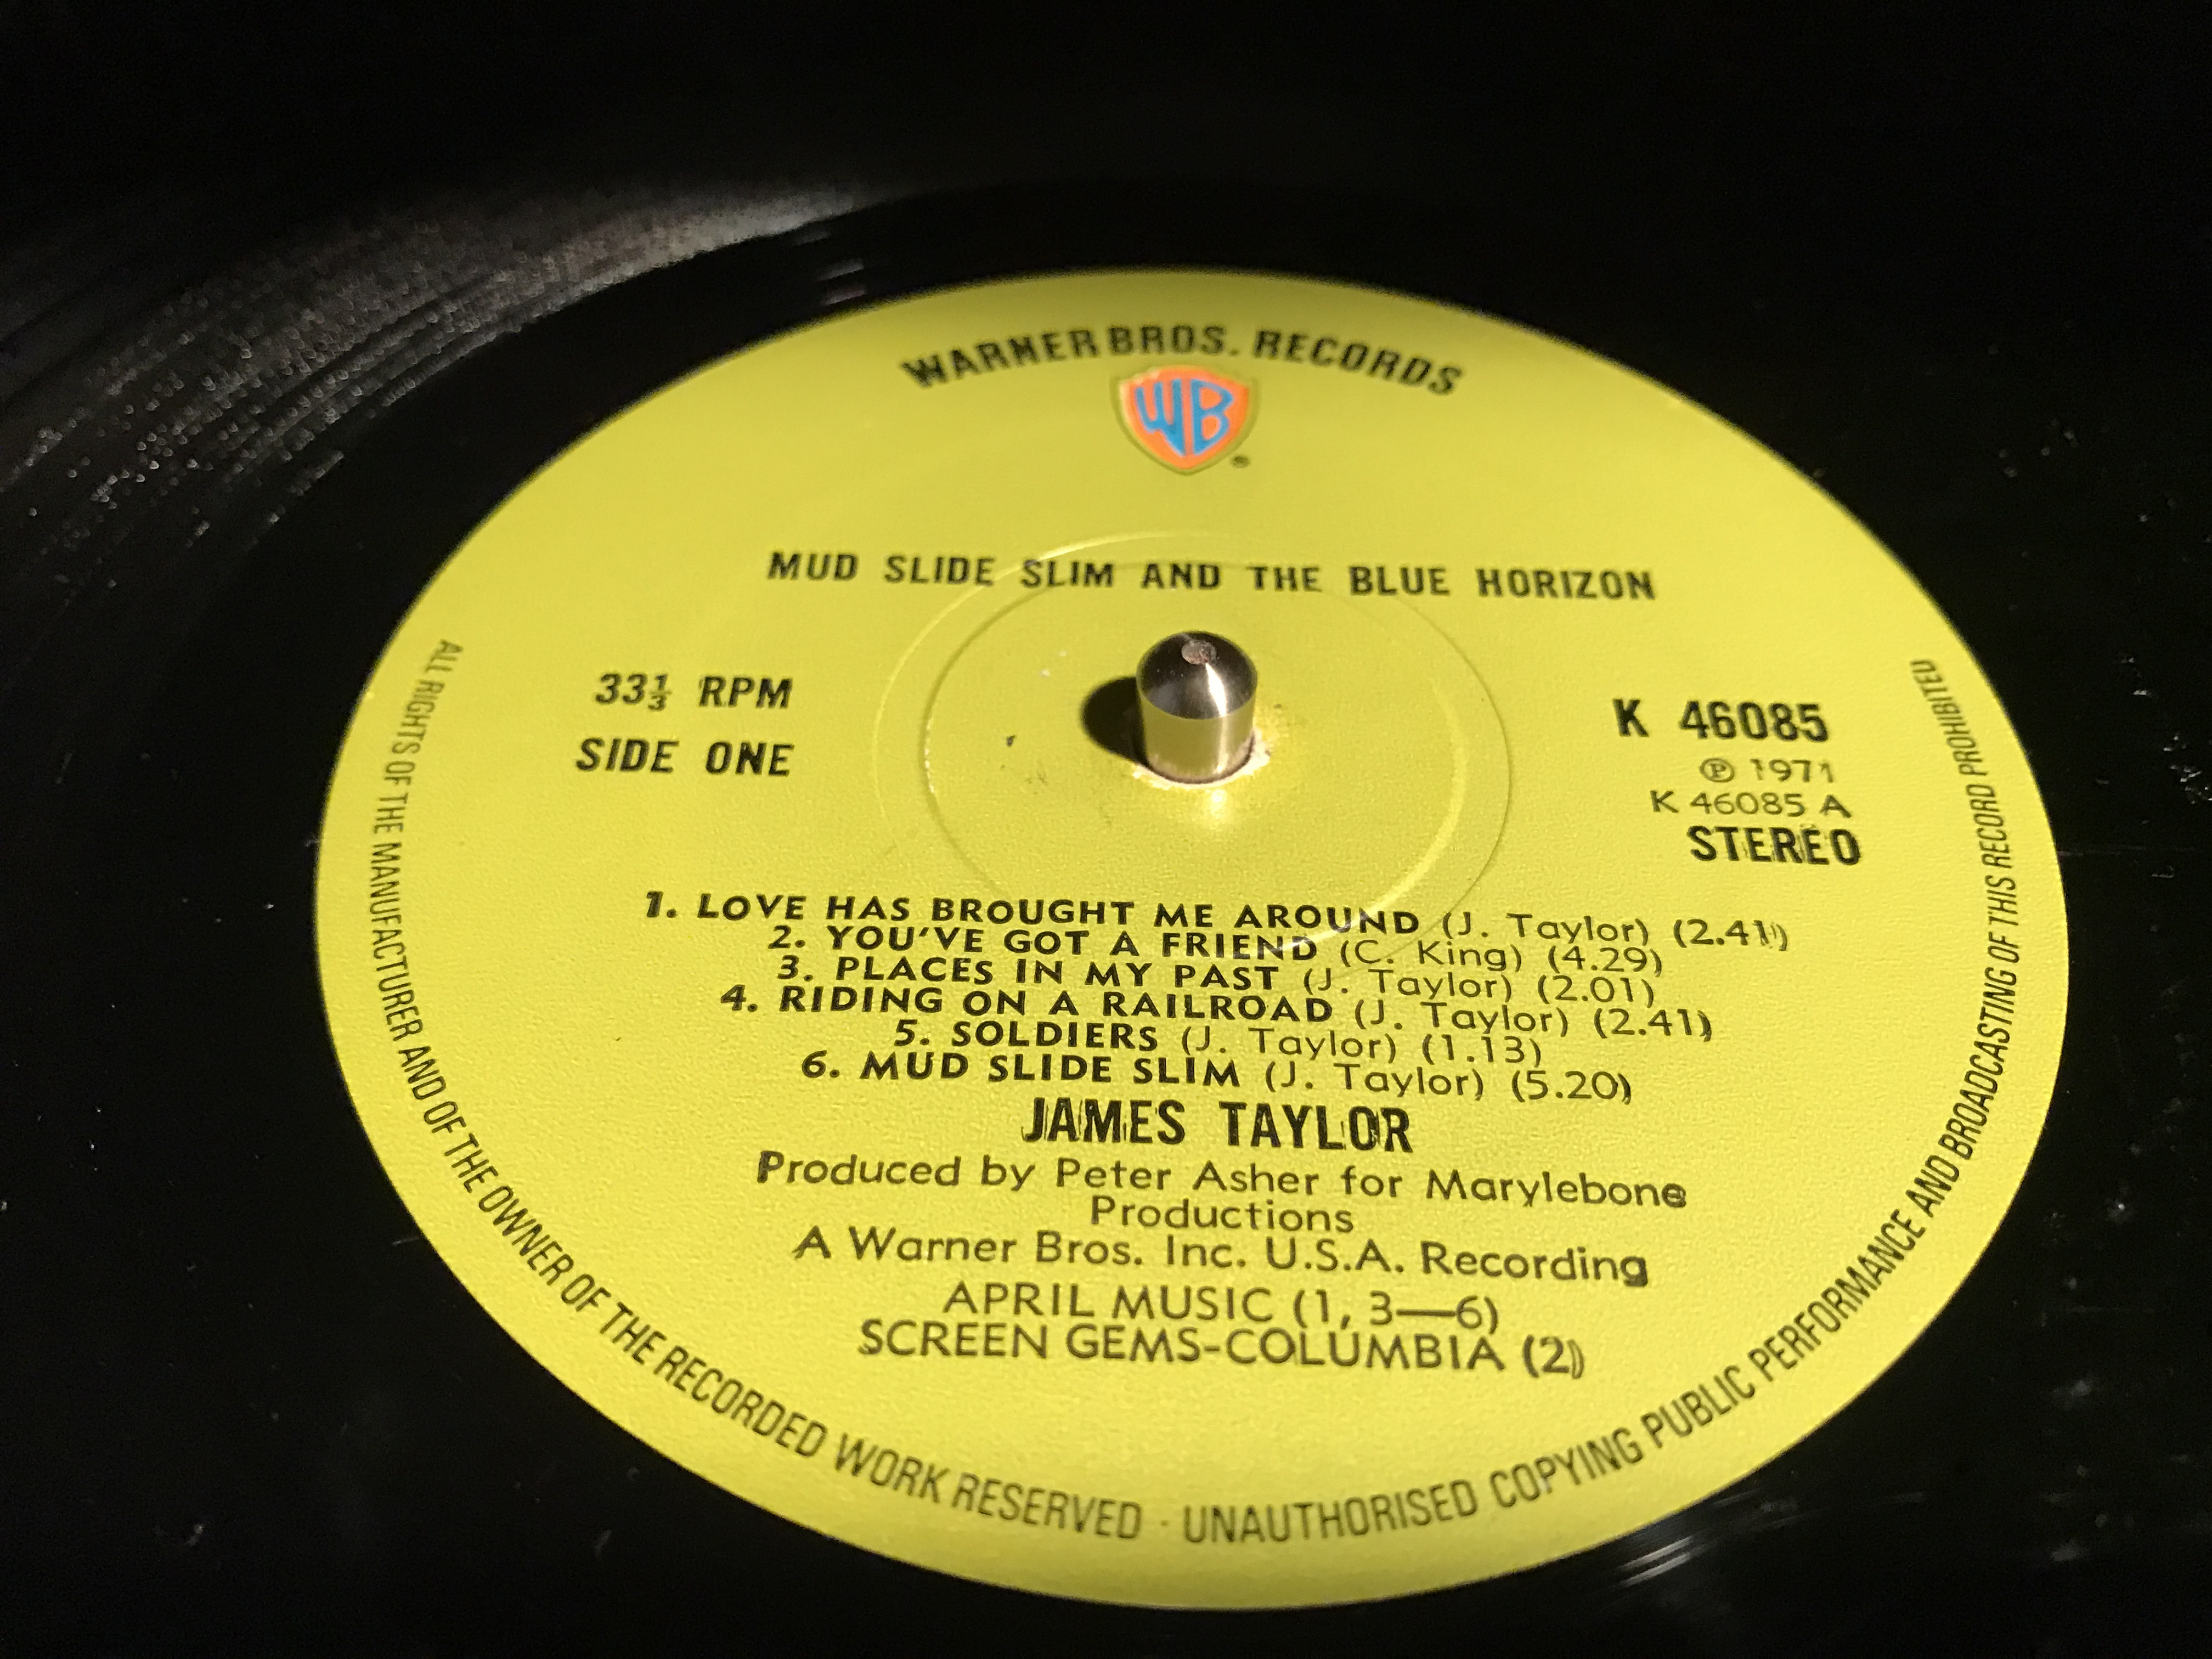 WARNER BROS. RECORDS
WB
MUD SLIDE SLIM AND THE BLUE HORIZON
33⅓ RPM
SIDE ONE
K 46085
℗ 1971
K 46085 A
STEREO
1. LOVE HAS BROUGHT ME AROUND (J. Taylor) (2.41)
2. YOU'VE GOT A FRIEND (C. King) (4.29)
3. PLACES IN MY PAST (J. Taylor) (2.01)
4. RIDING ON A RAILROAD (J. Taylor) (2.41)
5. SOLDIERS (J. Taylor) (1.13)
6. MUD SLIDE SLIM (J. Taylor) (5.20)
JAMES TAYLOR
Produced by Peter Asher for Marylebone
Productions
A Warner Bros. Inc. U.S.A. Recording
APRIL MUSIC (1, 3—6)
SCREEN GEMS-COLUMBIA (2)
ALL RIGHTS OF THE MANUFACTURER AND OF THE OWNER OF THE RECORDED WORK RESERVED · UNAUTHORISED COPYING PUBLIC PERFORMANCE AND BROADCASTING OF THIS RECORD PROHIBITED